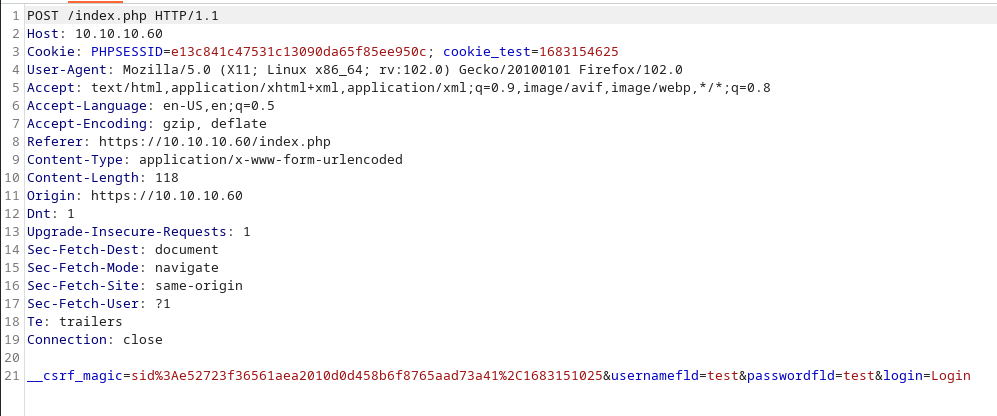 1 POST /index.php HTTP/1.1
2 Host: 10.10.10.60
3 Cookie: PHPSESSID=e13c841c47531c13090da65f85ee950c; cookie_test=1683154625
4 User-Agent: Mozilla/5.0 (X11; Linux x86_64; rv:102.0) Gecko/20100101 Firefox/102.0
5 Accept: text/html,application/xhtml+xml,application/xml;q=0.9,image/avif,image/webp,*/*;q=0.8
6 Accept-Language: en-US,en;q=0.5
7 Accept-Encoding: gzip, deflate
8 Referer: https://10.10.10.60/index.php
9 Content-Type: application/x-www-form-urlencoded
10 Content-Length: 118
11 Origin: https://10.10.10.60
12 Dnt: 1
13 Upgrade-Insecure-Requests: 1
14 Sec-Fetch-Dest: document
15 Sec-Fetch-Mode: navigate
16 Sec-Fetch-Site: same-origin
17 Sec-Fetch-User: ?1
18 Te: trailers
19 Connection: close
20
21 __csrf_magic=sid%3Ae52723f36561aea2010d0d458b6f8765aad73a41%2C1683151025&usernamefld=test&passwordfld=test&login=Login